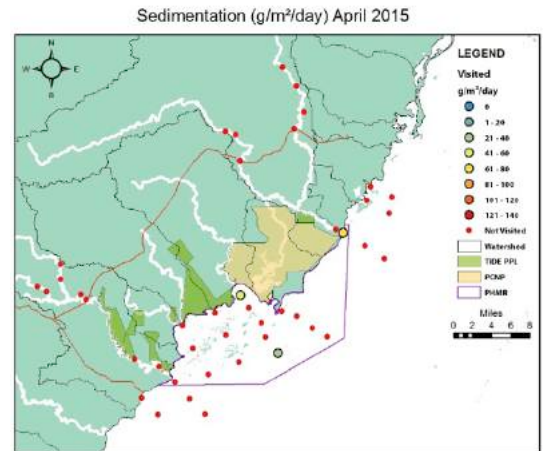 Sedimentation (g/m²/day) April 2015
N
W E
S
LEGEND
Visited
g/m²/day
0
1 - 20
21 - 40
41 - 60
61 - 80
81 - 100
101 - 120
121 - 140
Not Visited
Watershed
TIDE PPL
PCNP
PHMR
Miles
0 2 4 8